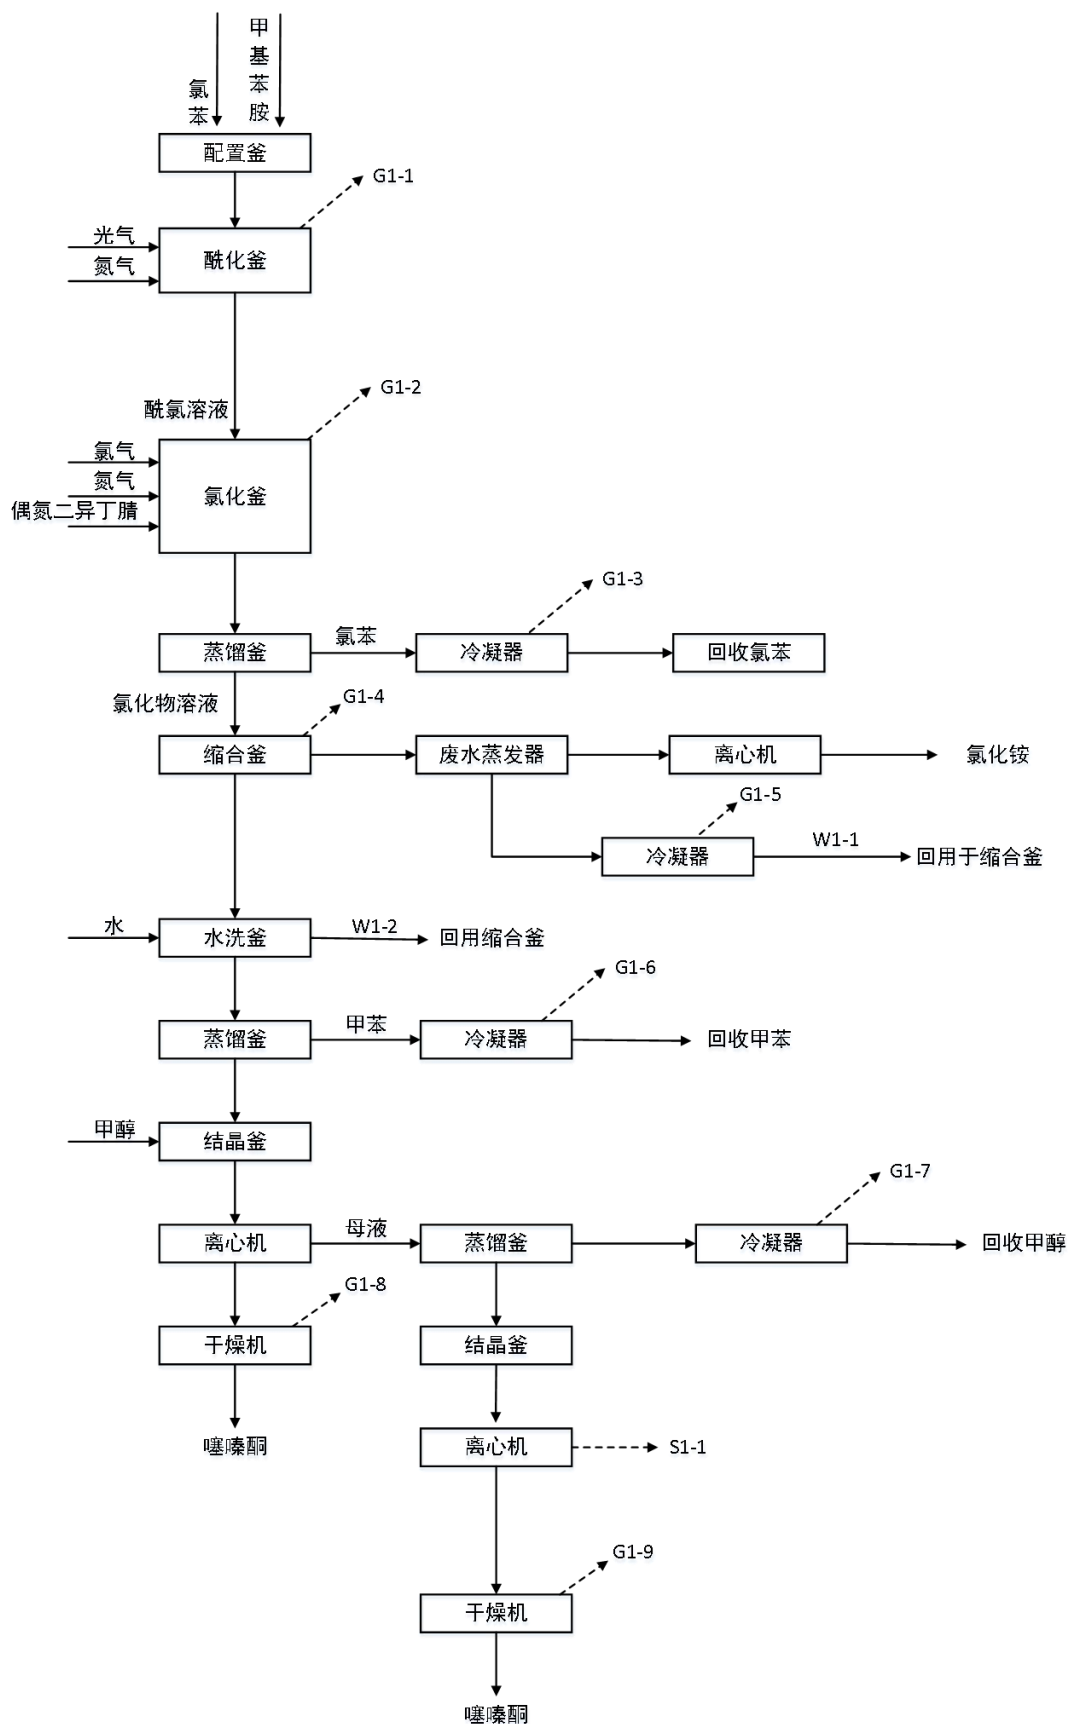 氯苯
甲基苯胺
配置釜
G1-1
光气
氮气
酰化釜
G1-2
酰氯溶液
氯气
氮气
偶氮二异丁腈
氯化釜
G1-3
蒸馏釜
氯苯
冷凝器
回收氯苯
氯化物溶液
G1-4
缩合釜
废水蒸发器
离心机
氯化铵
G1-5
冷凝器
W1-1
回用于缩合釜
水
水洗釜
W1-2
回用缩合釜
G1-6
蒸馏釜
甲苯
冷凝器
回收甲苯
甲醇
结晶釜
G1-7
离心机
母液
蒸馏釜
冷凝器
回收甲醇
G1-8
干燥机
结晶釜
噻嗪酮
离心机
S1-1
G1-9
干燥机
噻嗪酮